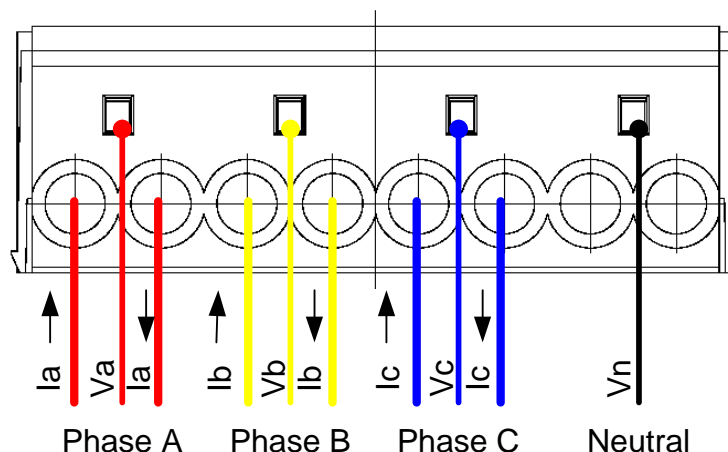 Ia
Va
Ia
Ib
Vb
Ib
Ic
Vc
Ic
Vn
Phase A
Phase B
Phase C
Neutral